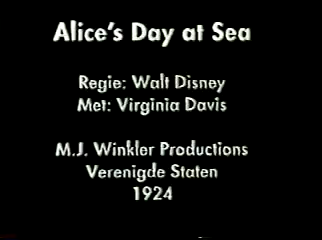 Alice's Day at Sea
Regie: Walt Disney
Met: Virginia Davis
M.J. Winkler Productions
Verenigde Staten
1924